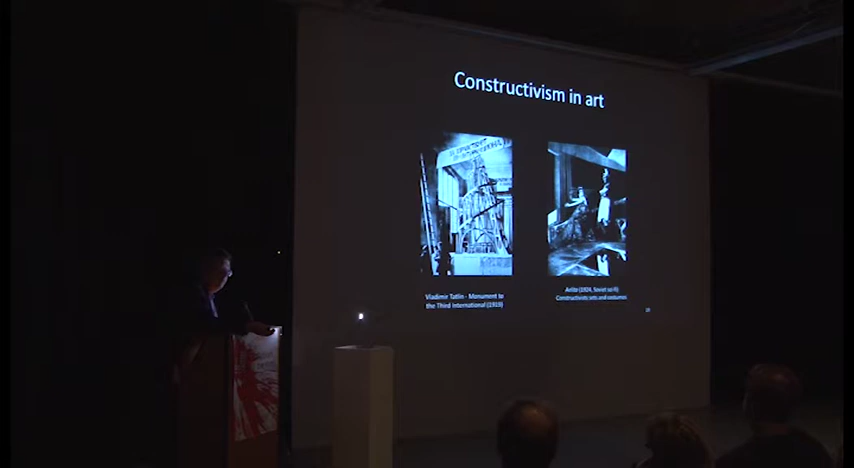 Constructivism in art
Vladimir Tatlin - Monument to
the Third International (1919)
Aelita (1924, Soviet sci-fi)
Constructivist sets and costumes